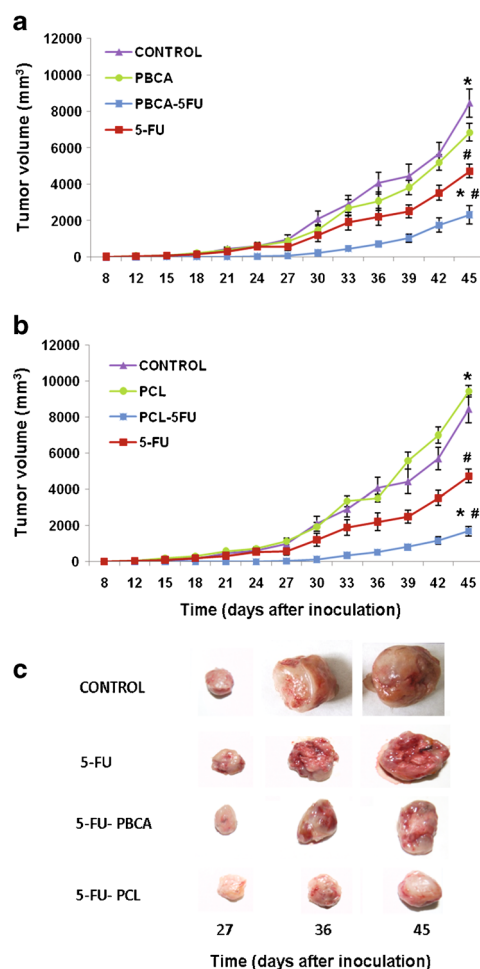 a
Tumor volume (mm³)
12000
10000
8000
6000
4000
2000
0
CONTROL
PBCA
PBCA-5FU
5-FU
*
#
* #
8 12 15 18 21 24 27 30 33 36 39 42 45
b
Tumor volume (mm³)
12000
10000
8000
6000
4000
2000
0
CONTROL
PCL
PCL-5FU
5-FU
*
#
* #
8 12 15 18 21 24 27 30 33 36 39 42 45
Time (days after inoculation)
c
CONTROL
5-FU
5-FU- PBCA
5-FU- PCL
27 36 45
Time (days after inoculation)